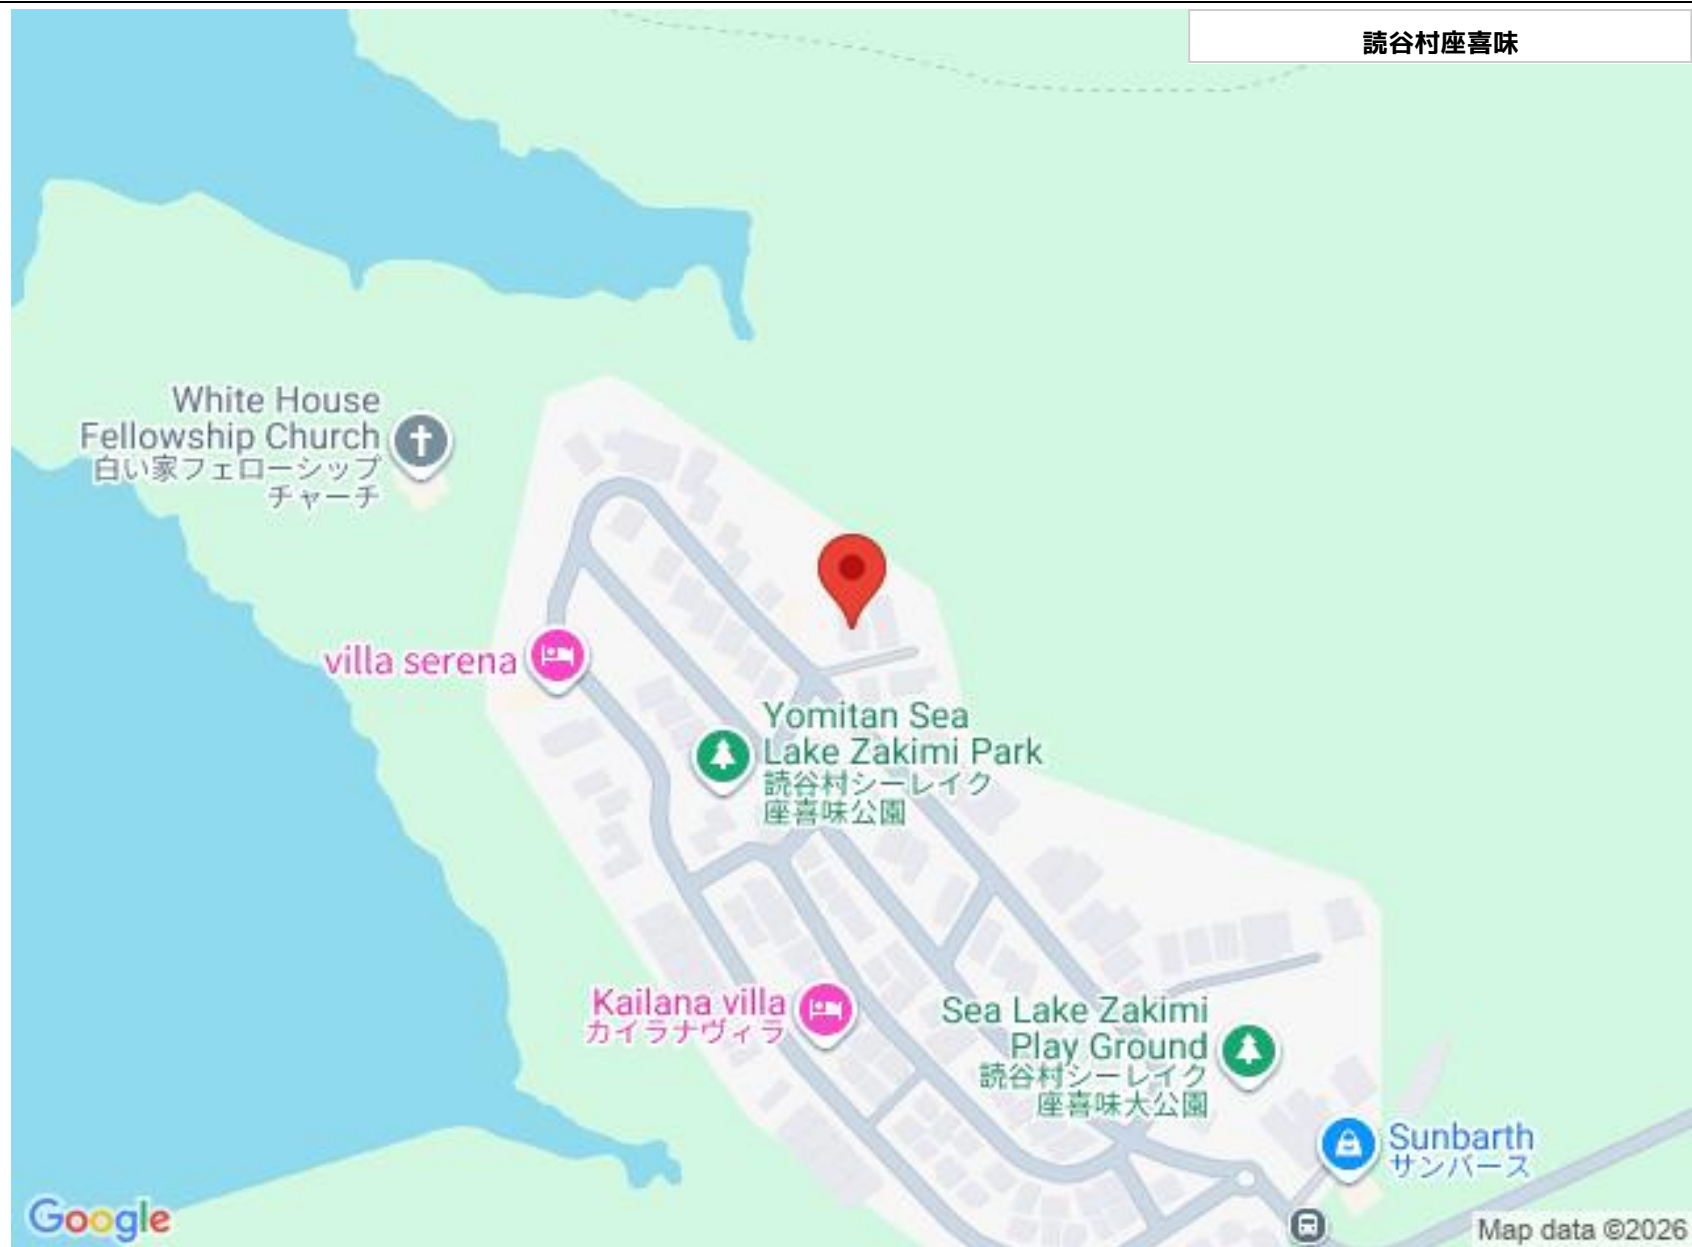 読谷村座喜味
White House
Fellowship Church
白い家フェローシップ
チャーチ
villa serena
Yomitan Sea
Lake Zakimi Park
読谷村シーレイク
座喜味公園
Kailana villa
カイラナヴィラ
Sea Lake Zakimi
Play Ground
読谷村シーレイク
座喜味大公園
Sunbarth
サンバース
Google
Map data ©2026